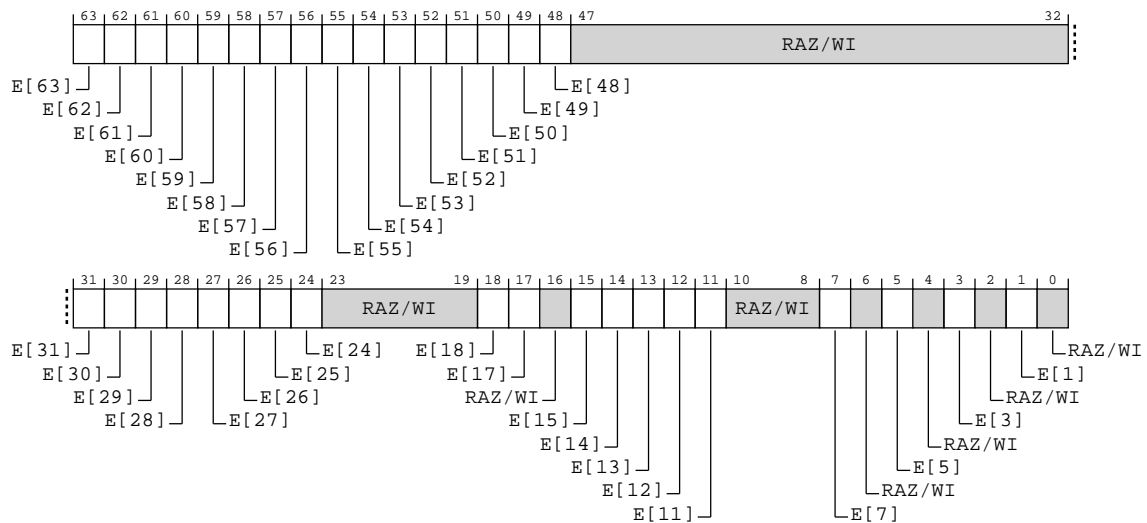 63 62 61 60 59 58 57 56 55 54 53 52 51 50 49 48 47 32
RAZ/WI
E[63] E[48]
E[62] E[49]
E[61] E[50]
E[60] E[51]
E[59] E[52]
E[58] E[53]
E[57] E[54]
E[56] E[55]
31 30 29 28 27 26 25 24 23 19 18 17 16 15 14 13 12 11 10 8 7 6 5 4 3 2 1 0
RAZ/WI RAZ/WI
E[31] E[24] E[18] RAZ/WI
E[30] E[25] E[17] E[1]
E[29] E[26] RAZ/WI RAZ/WI
E[28] E[27] E[15] E[3]
E[14] RAZ/WI
E[13] E[5]
E[12] RAZ/WI
E[11] E[7]